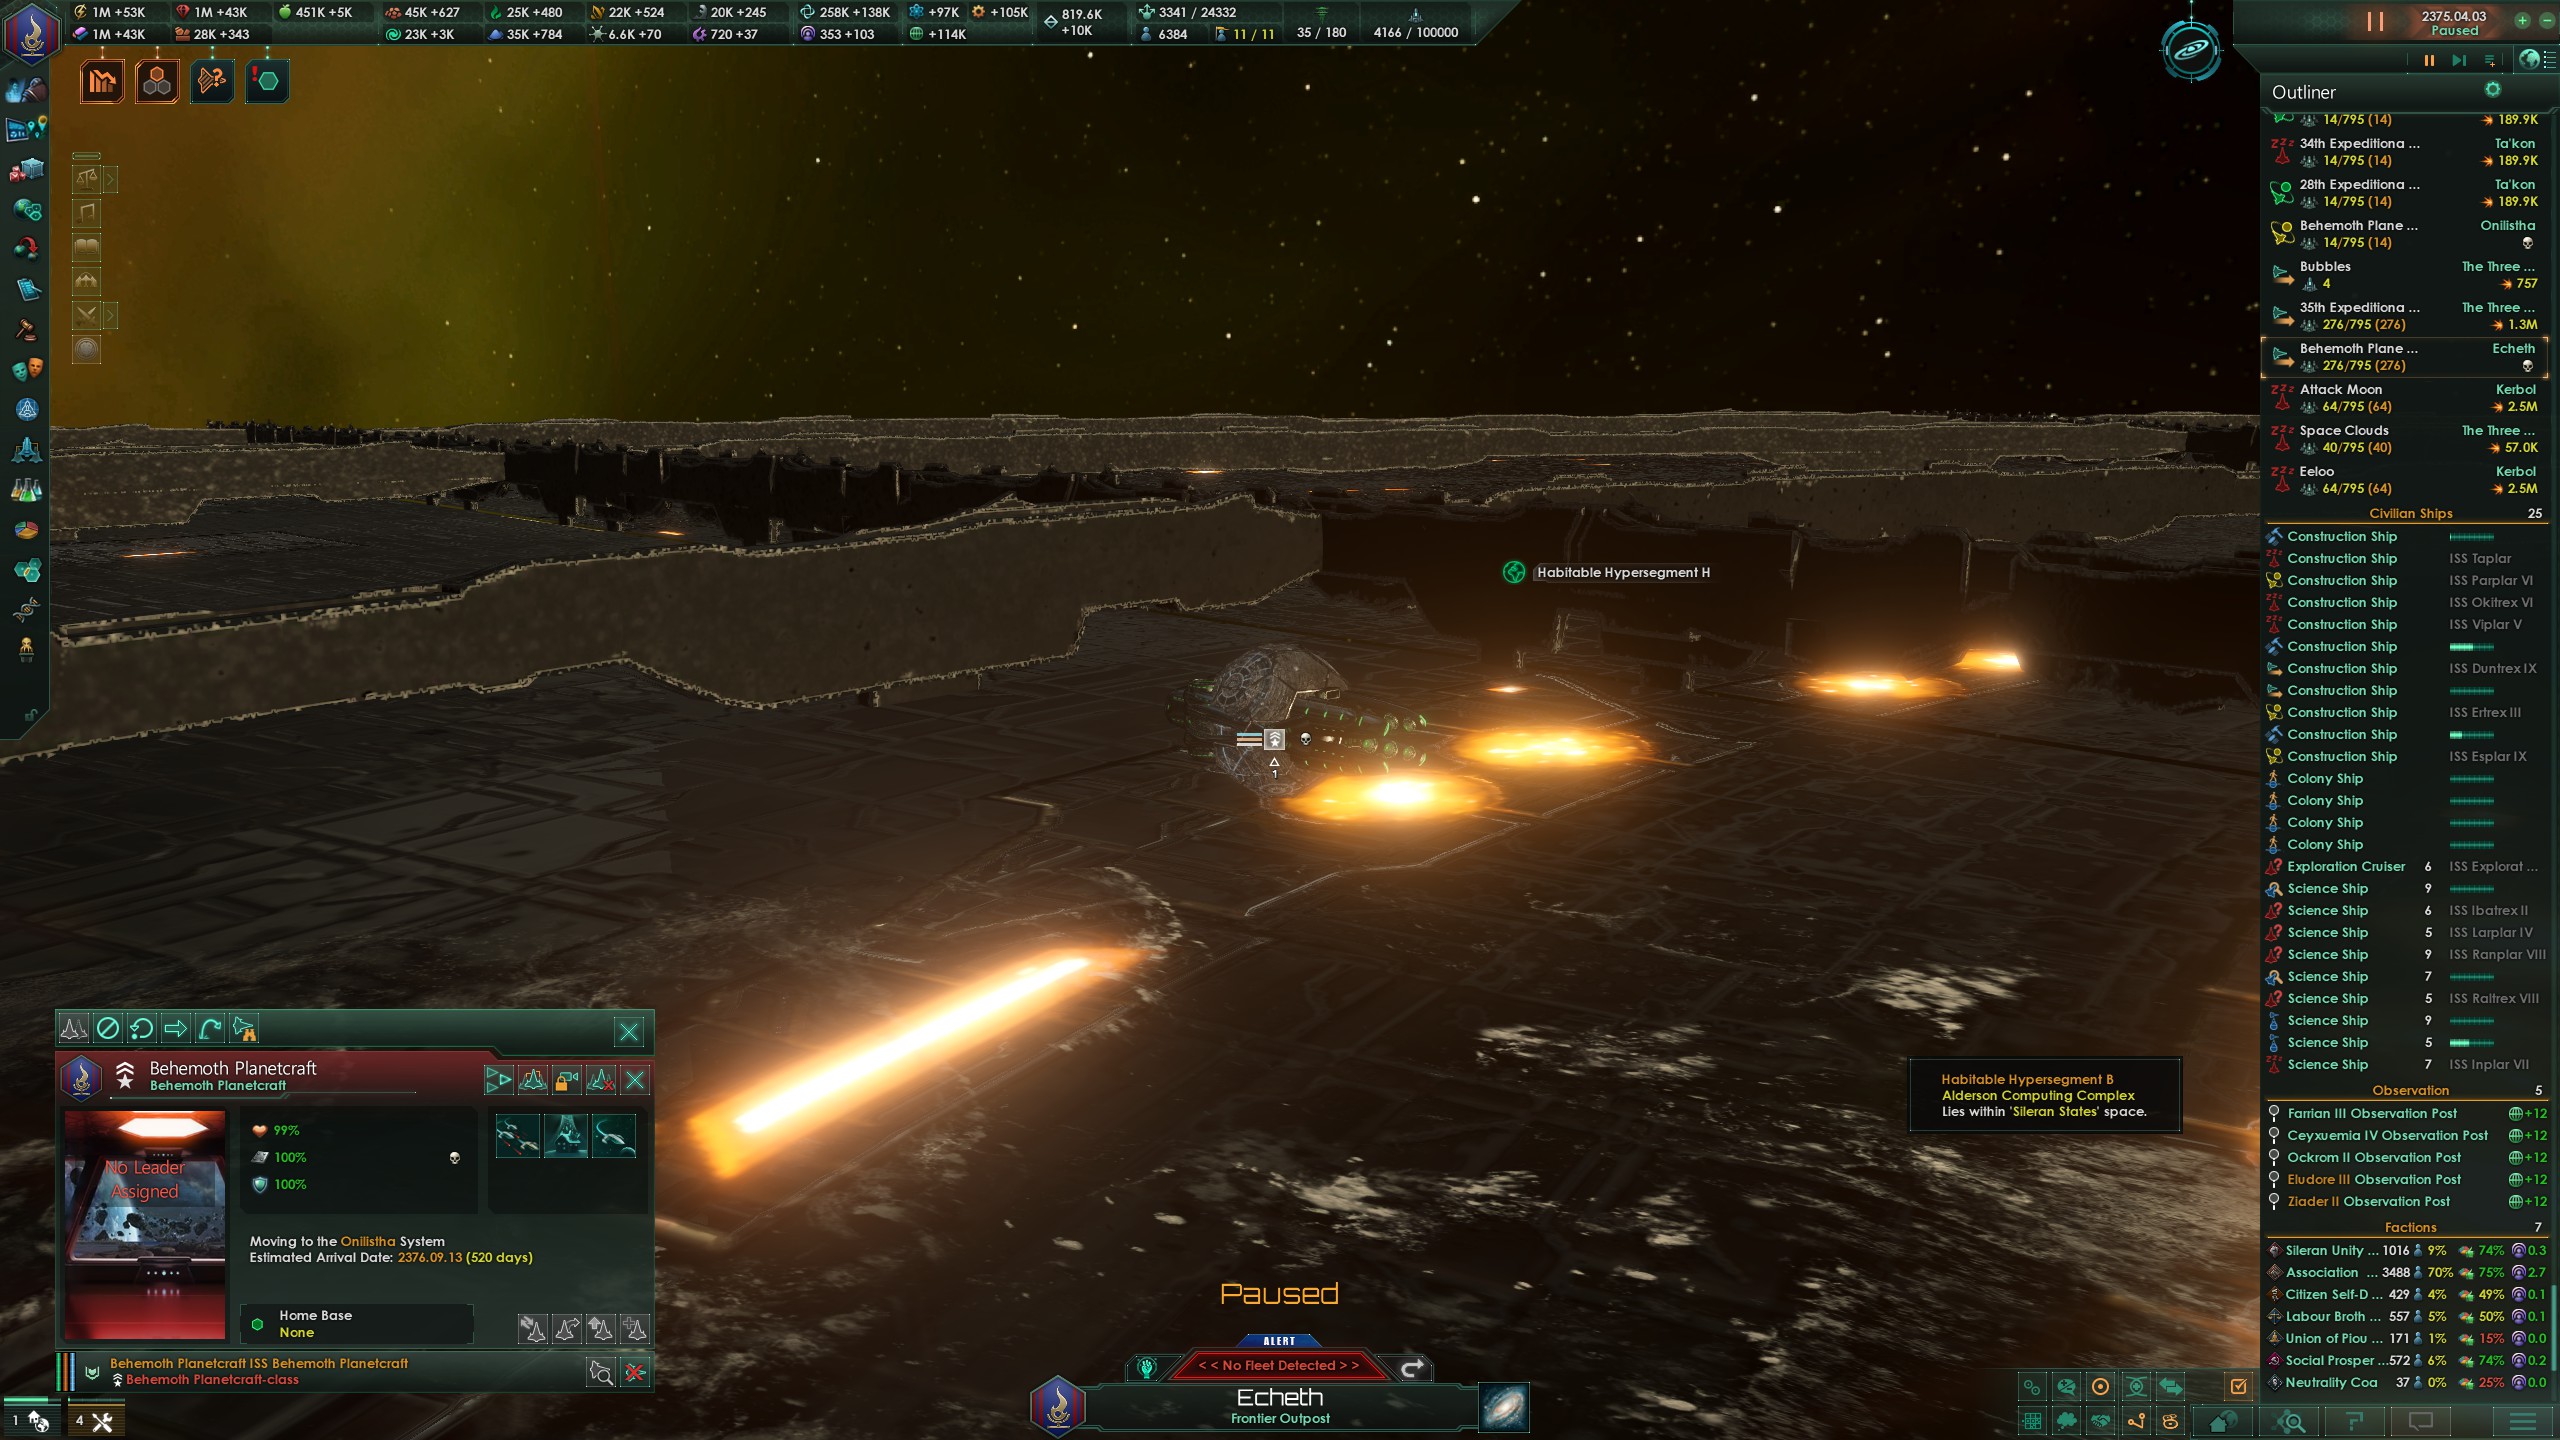 1M +53K
1M +43K
451K +5K
45K +627
25K +480
22K +524
20K +245
258K +138K
+97K
+105K
819.6K
+10K
3341 / 24332
1M +43K
28K +343
23K +3K
35K +784
6.6K +70
720 +37
353 +103
+114K
6384
11 / 11
35 / 180
4166 / 100000
2375.04.03
Paused
Outliner
14/795 (14) 189.9K
34th Expeditiona ... Ta'kon
14/795 (14) 189.9K
28th Expeditiona ... Ta'kon
14/795 (14) 189.9K
Behemoth Plane ... Onilistha
14/795 (14)
Bubbles The Three ...
4 757
35th Expeditiona ... The Three ...
276/795 (276) 1.3M
Behemoth Plane ... Echeth
276/795 (276)
Attack Moon Kerbol
64/795 (64) 2.5M
Space Clouds The Three ...
40/795 (40) 57.0K
Eeloo Kerbol
64/795 (64) 2.5M
Civilian Ships 25
Construction Ship
Construction Ship ISS Taplar
Construction Ship ISS Parplar VI
Construction Ship ISS Okitrex VI
Construction Ship ISS Viplar V
Construction Ship
Construction Ship ISS Duntrex IX
Construction Ship
Construction Ship ISS Ertrex III
Construction Ship
Construction Ship ISS Esplar IX
Colony Ship
Colony Ship
Colony Ship
Colony Ship
Exploration Cruiser 6 ISS Explorat ...
Science Ship 9
Science Ship 6 ISS Ibatrex II
Science Ship 5 ISS Larplar IV
Science Ship 9 ISS Ranplar VIII
Science Ship 7
Science Ship 5 ISS Raltrex VIII
Science Ship 9
Science Ship 5
Science Ship 7 ISS Inplar VII
Observation 5
Farrian III Observation Post +12
Ceyxuemia IV Observation Post +12
Ockrom II Observation Post +12
Eludore III Observation Post +12
Ziader II Observation Post +12
Factions 7
Sileran Unity ... 1016 9% 74% 0.3
Association ... 3488 70% 75% 2.7
Citizen Self-D ... 429 4% 49% 0.1
Labour Broth ... 557 5% 50% 0.1
Union of Piou ... 171 1% 15% 0.0
Social Prosper ... 572 6% 74% 0.2
Neutrality Coa 37 0% 25% 0.0
Habitable Hypersegment H
1
Habitable Hypersegment B
Alderson Computing Complex
Lies within 'Sileran States' space.
Behemoth Planetcraft
Behemoth Planetcraft
No Leader
Assigned
99%
100%
100%
Moving to the Onilistha System
Estimated Arrival Date: 2376.09.13 (520 days)
Home Base
None
Behemoth Planetcraft ISS Behemoth Planetcraft
Behemoth Planetcraft-class
1
4
Paused
ALERT
< < No Fleet Detected > >
Echeth
Frontier Outpost